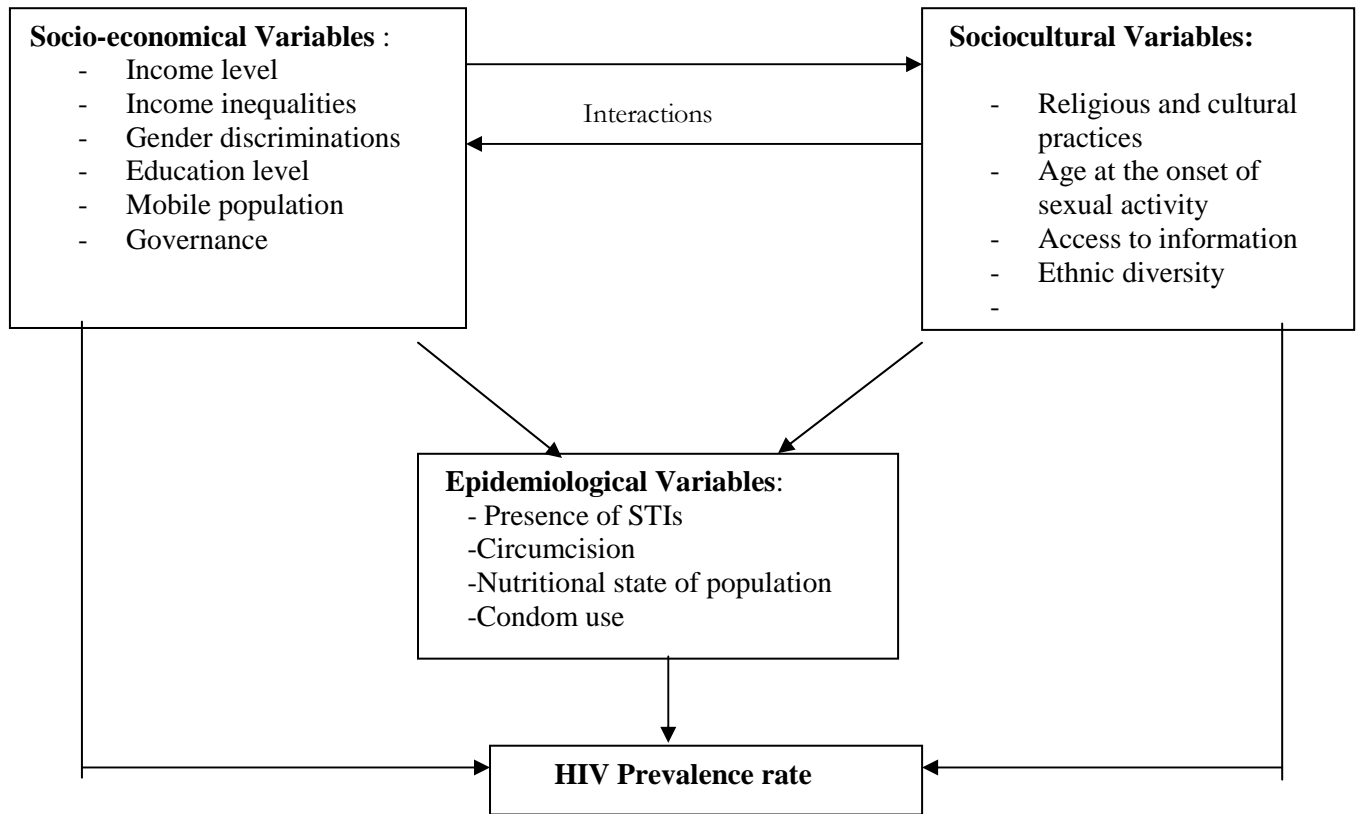 Socio-economical Variables :
- Income level
- Income inequalities
- Gender discriminations
- Education level
- Mobile population
- Governance
Interactions
Sociocultural Variables:
- Religious and cultural
practices
- Age at the onset of
sexual activity
- Access to information
- Ethnic diversity
-
Epidemiological Variables:
- Presence of STIs
-Circumcision
-Nutritional state of population
-Condom use
HIV Prevalence rate